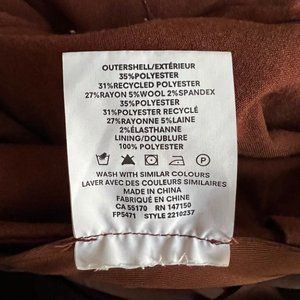 OUTERSHELL/EXTÉRIEUR
35%POLYESTER
31%RECYCLED POLYESTER
27%RAYON 5%WOOL 2%SPANDEX
35%POLYESTER
31%POLYESTER RECYCLÉ
27%RAYONNE 5%LAINE
2%ÉLASTHANNE
LINING/DOUBLURE
100% POLYESTER
WASH WITH SIMILAR COLOURS
LAVER AVEC DES COULEURS SIMILAIRES
MADE IN CHINA
FABRIQUÉ EN CHINE
CA 55170 RN 147150
FP5471 STYLE 2210237